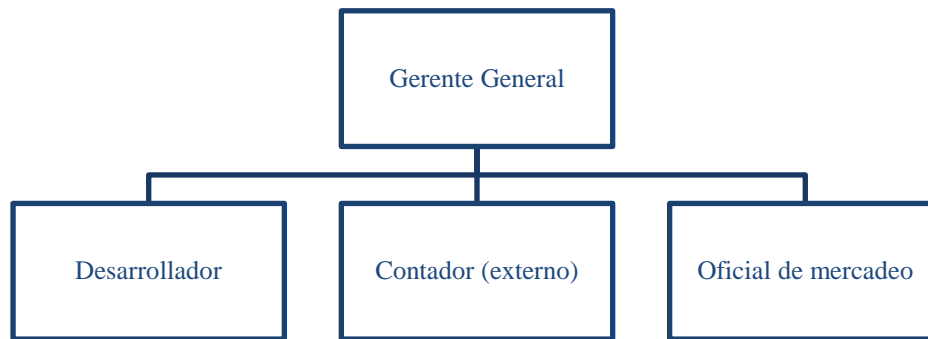 Gerente General
Desarrollador
Contador (externo)
Oficial de mercadeo